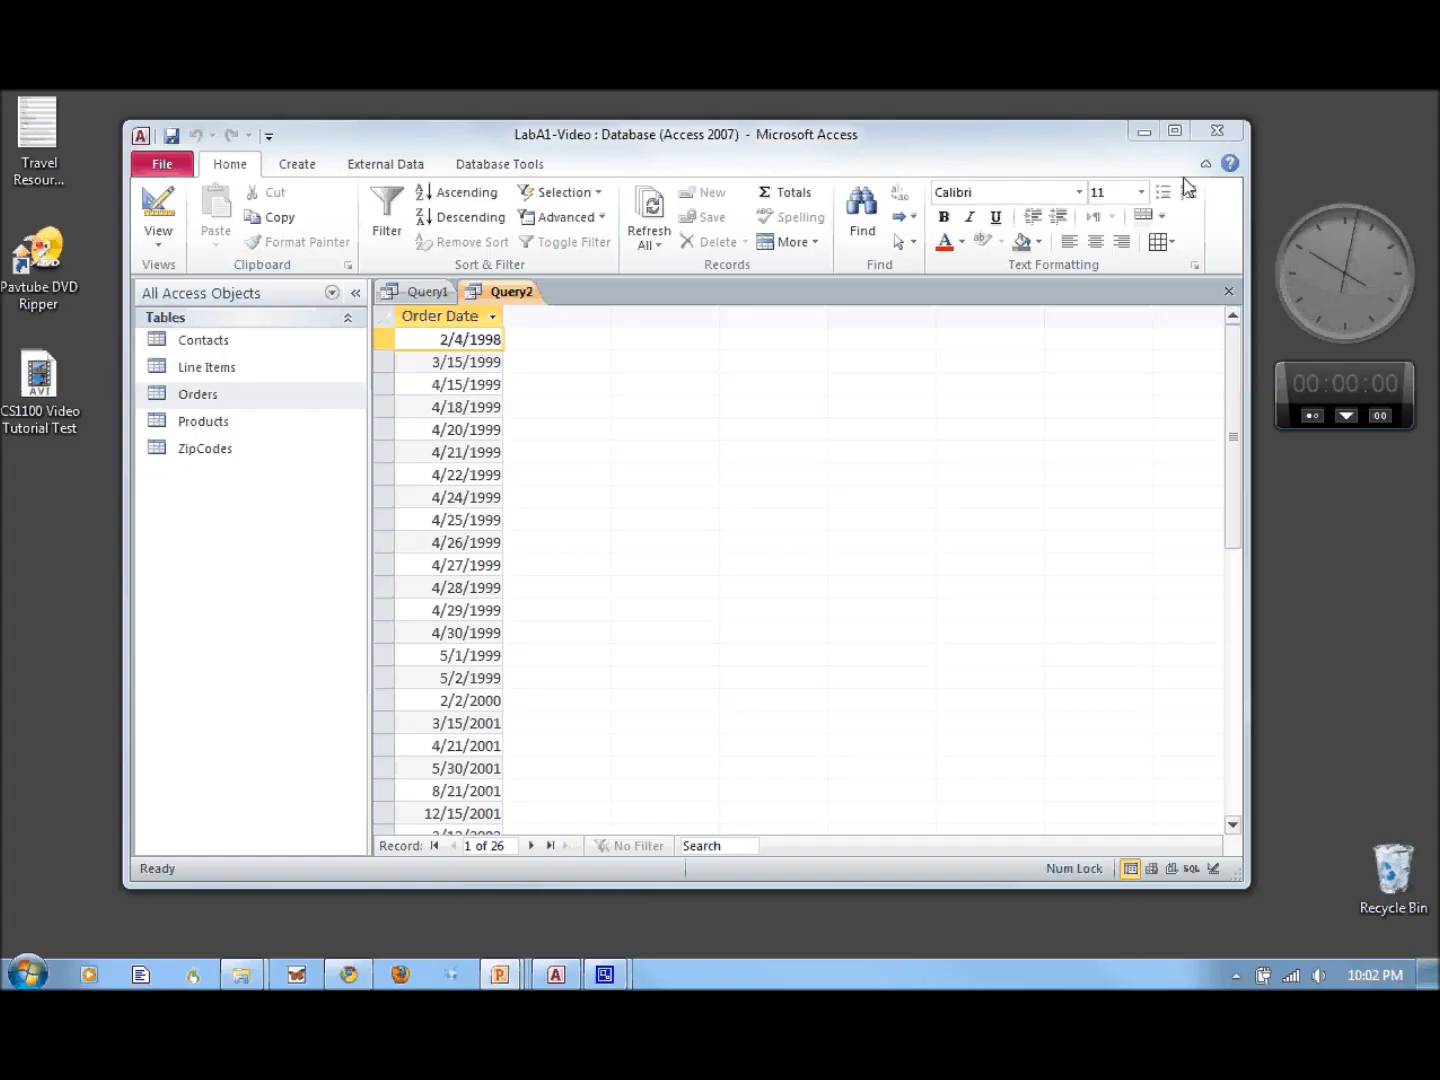 Travel
Resour...
Pavtube DVD
Ripper
AVI
CS1100 Video
Tutorial Test
LabA1-Video : Database (Access 2007) - Microsoft Access
File
Home
Create
External Data
Database Tools
View
Views
Paste
Cut
Copy
Format Painter
Clipboard
Filter
Ascending
Descending
Remove Sort
Selection
Advanced
Toggle Filter
Sort & Filter
Refresh
All
New
Save
Delete
Totals
Spelling
More
Records
Find
Find
Calibri
11
B I U
A
ab
Text Formatting
All Access Objects
Tables
Contacts
Line Items
Orders
Products
ZipCodes
Query1
Query2
Order Date
2/4/1998
3/15/1999
4/15/1999
4/18/1999
4/20/1999
4/21/1999
4/22/1999
4/24/1999
4/25/1999
4/26/1999
4/27/1999
4/28/1999
4/29/1999
4/30/1999
5/1/1999
5/2/1999
2/2/2000
3/15/2001
4/21/2001
5/30/2001
8/21/2001
12/15/2001
Record:
1 of 26
No Filter
Search
Ready
Num Lock
SQL
00:00:00
00
Recycle Bin
10:02 PM